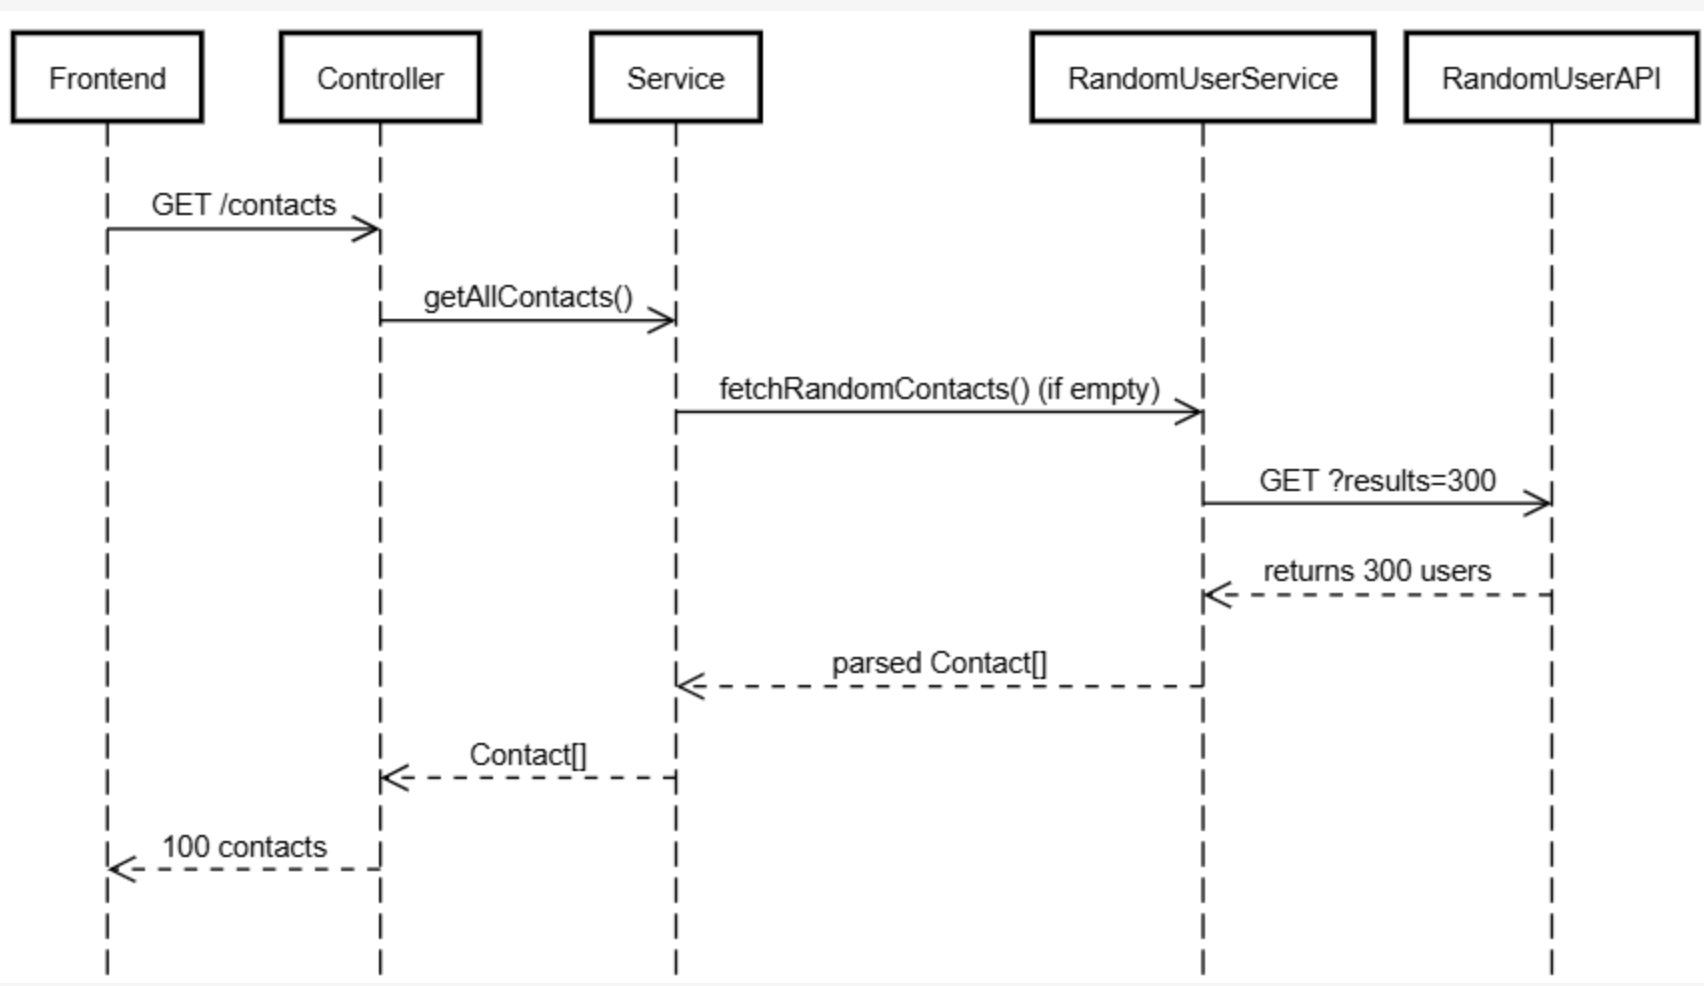 Frontend
Controller
Service
RandomUserService
RandomUserAPI
GET /contacts
getAllContacts()
fetchRandomContacts() (if empty)
GET ?results=300
returns 300 users
parsed Contact[]
Contact[]
100 contacts